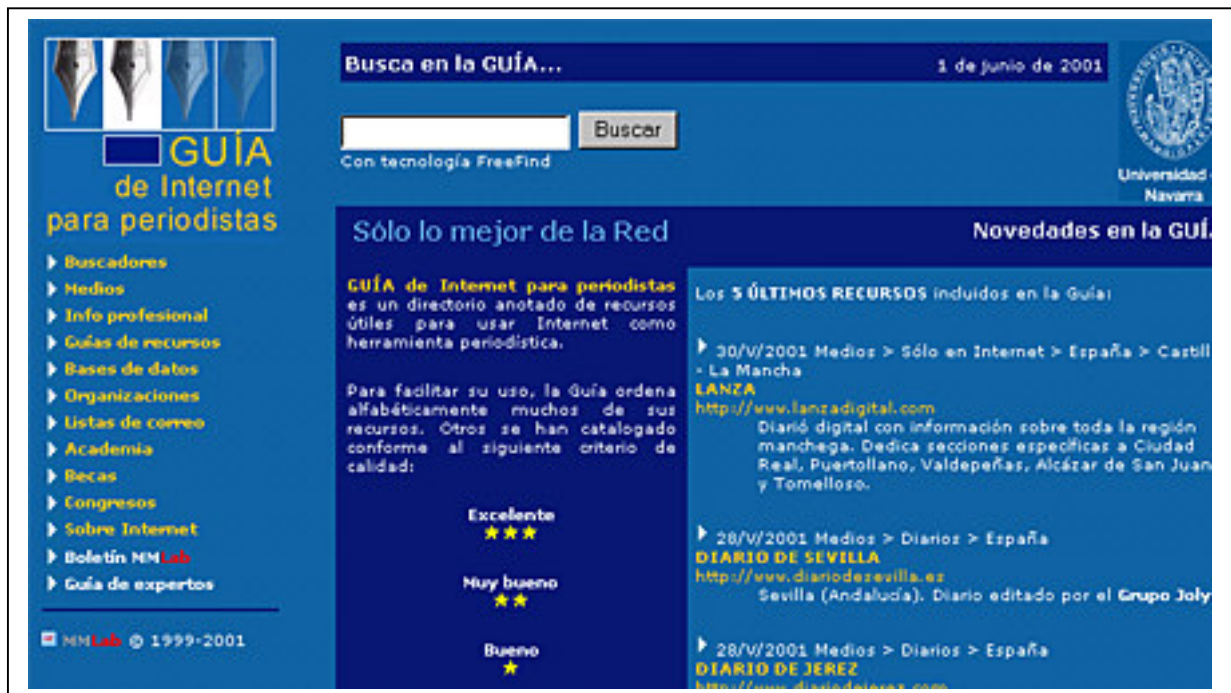 GUÍA
de Internet
para periodistas
Buscadores
Medios
Info profesional
Guías de recursos
Bases de datos
Organizaciones
Listas de correo
Academia
Becas
Congresos
Sobre Internet
Boletín MMLab
Guía de expertos
MMLab © 1999-2001
Busca en la GUÍA...
1 de junio de 2001
Buscar
Con tecnología FreeFind
Universidad
Navarra
Sólo lo mejor de la Red
GUÍA de Internet para periodistas
es un directorio anotado de recursos
útiles para usar Internet como
herramienta periodística.
Para facilitar su uso, la Guía ordena
alfabéticamente muchos de sus
recursos. Otros se han catalogado
conforme al siguiente criterio de
calidad:
Excelente
Muy bueno
Bueno
Novedades en la GUÍ
Los 5 ÚLTIMOS RECURSOS incluidos en la Guía:
30/V/2001 Medios > Sólo en Internet > España > Castill
- La Mancha
LANZA
http://www.lanzadigital.com
Diarió digital con información sobre toda la región
manchega. Dedica secciones específicas a Ciudad
Real, Puertollano, Valdepeñas, Alcázar de San Juan
y Tomelloso.
28/V/2001 Medios > Diarios > España
DIARIO DE SEVILLA
http://www.diariodesevilla.es
Sevilla (Andalucía). Diario editado por el Grupo Joly
28/V/2001 Medios > Diarios > España
DIARIO DE JEREZ
http://www.diariodejerez.com